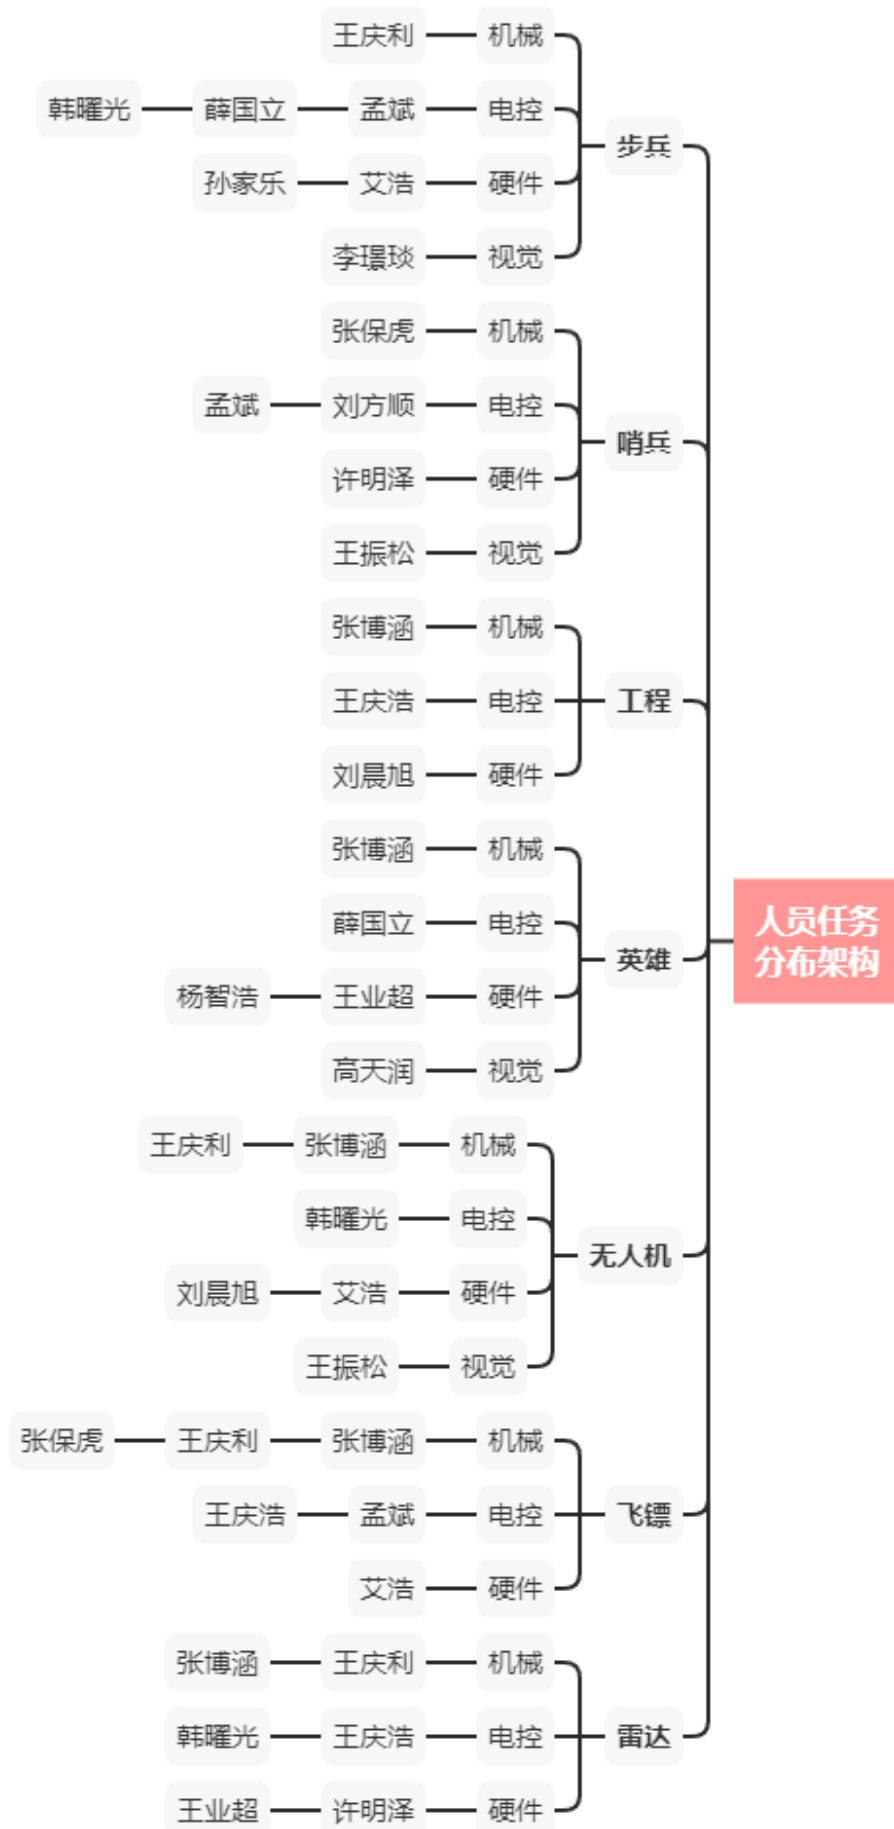 王庆利 机械
韩曜光 薛国立 孟斌 电控
步兵
孙家乐 艾浩 硬件
李璟琰 视觉
张保虎 机械
孟斌 刘方顺 电控
哨兵
许明泽 硬件
王振松 视觉
张博涵 机械
王庆浩 电控 工程
刘晨旭 硬件
张博涵 机械
人员任务
分布架构
薛国立 电控
英雄
杨智浩 王业超 硬件
高天润 视觉
王庆利 张博涵 机械
韩曜光 电控
无人机
刘晨旭 艾浩 硬件
王振松 视觉
张保虎 王庆利 张博涵 机械
王庆浩 孟斌 电控 飞镖
艾浩 硬件
张博涵 王庆利 机械
韩曜光 王庆浩 电控 雷达
王业超 许明泽 硬件